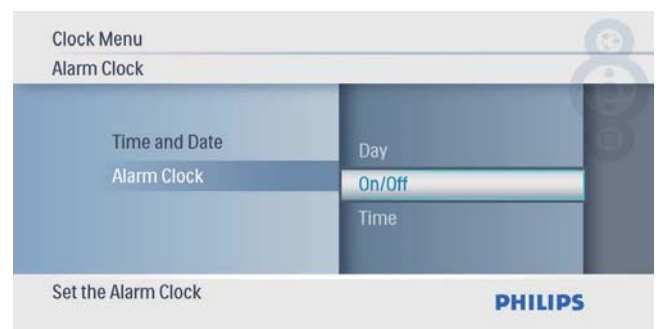 Clock Menu
Alarm Clock
Time and Date
Alarm Clock
Day
On/Off
Time
Set the Alarm Clock
PHILIPS